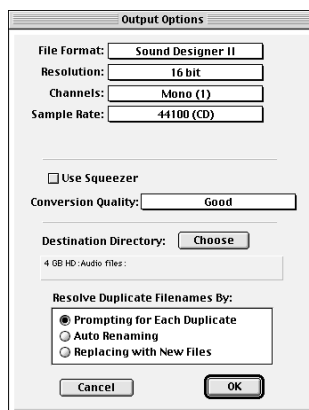 Output Options
File Format: Sound Designer II
Resolution: 16 bit
Channels: Mono (1)
Sample Rate: 44100 (CD)
Use Squeezer
Conversion Quality: Good
Destination Directory: Choose
4 GB HD:Audio files:
Resolve Duplicate Filenames By:
Prompting for Each Duplicate
Auto Renaming
Replacing with New Files
Cancel OK